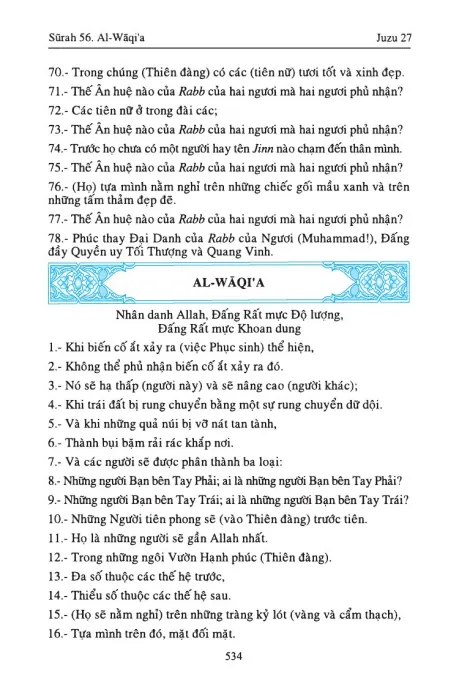 Sūrah 56. Al-Wāqi'a Juzu 27
70.- Trong chúng (Thiên đàng) có các (tiên nữ) tươi tốt và xinh đẹp.
71.- Thế Ân huệ nào của Rabb của hai ngươi mà hai ngươi phủ nhận?
72.- Các tiên nữ ở trong đài các;
73.- Thế Ân huệ nào của Rabb của hai ngươi mà hai ngươi phủ nhận?
74.- Trước họ chưa có một người hay tên Jinn nào chạm đến thân mình.
75.- Thế Ân huệ nào của Rabb của hai ngươi mà hai ngươi phủ nhận?
76.- (Họ) tựa mình nằm nghỉ trên những chiếc gối mầu xanh và trên
những tấm thảm đẹp đẽ.
77.- Thế Ân huệ nào của Rabb của hai ngươi mà hai ngươi phủ nhận?
78.- Phúc thay Đại Danh của Rabb của Ngươi (Muhammad!), Đấng
đầy Quyền uy Tối Thượng và Quang Vinh.
AL-WĀQI'A
Nhân danh Allah, Đấng Rất mực Độ lượng,
Đấng Rất mực Khoan dung
1.- Khi biến cố ắt xảy ra (việc Phục sinh) thể hiện,
2.- Không thể phủ nhận biến cố ắt xảy ra đó.
3.- Nó sẽ hạ thấp (người này) và sẽ nâng cao (người khác);
4.- Khi trái đất bị rung chuyển bằng một sự rung chuyển dữ dội.
5.- Và khi những quả núi bị vỡ nát tan tành,
6.- Thành bụi bặm rải rác khắp nơi.
7.- Và các người sẽ được phân thành ba loại:
8.- Những người Bạn bên Tay Phải; ai là những người Bạn bên Tay Phải?
9.- Những người Bạn bên Tay Trái; ai là những người Bạn bên Tay Trái?
10.- Những Người tiên phong sẽ (vào Thiên đàng) trước tiên.
11.- Họ là những người sẽ gần Allah nhất.
12.- Trong những ngôi Vườn Hạnh phúc (Thiên đàng).
13.- Đa số thuộc các thế hệ trước,
14.- Thiểu số thuộc các thế hệ sau.
15.- (Họ sẽ nằm nghỉ) trên những tràng kỷ lót (vàng và cẩm thạch),
16.- Tựa mình trên đó, mặt đối mặt.
534